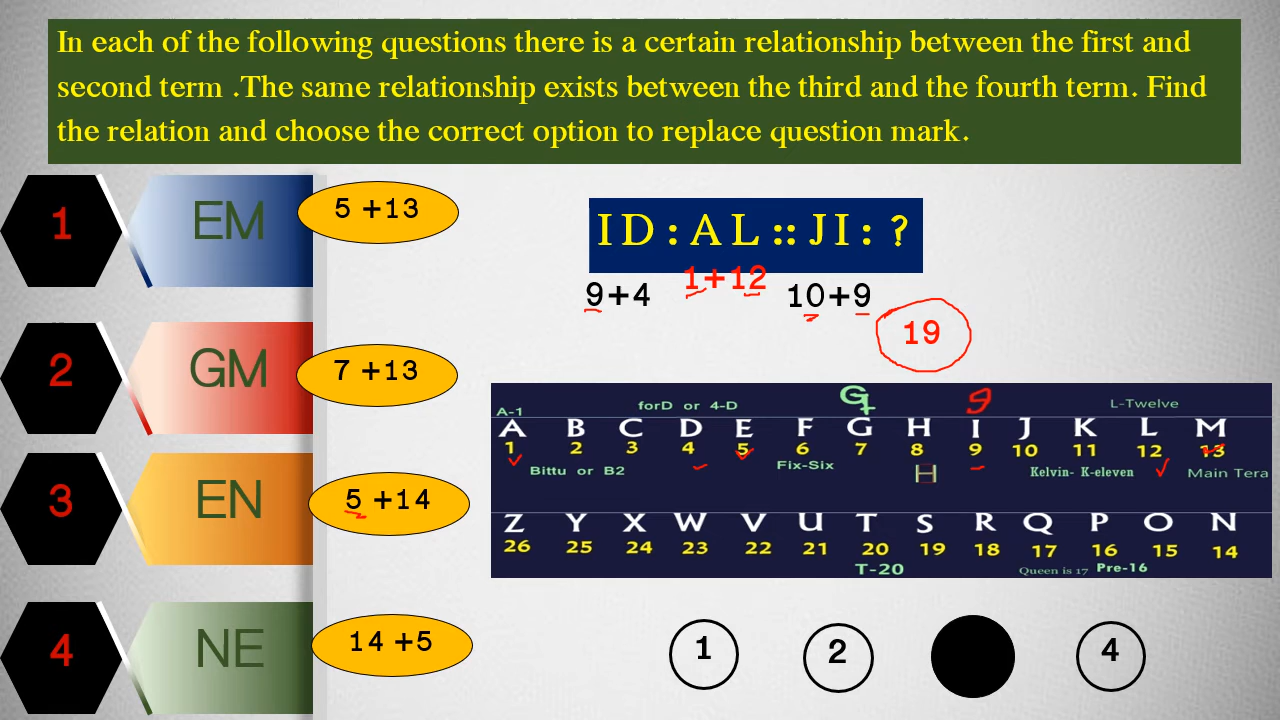 In each of the following questions there is a certain relationship between the first and
second term .The same relationship exists between the third and the fourth term. Find
the relation and choose the correct option to replace question mark.
1
EM
5 +13
2
GM
7 +13
3
EN
5 +14
4
NE
14 +5
ID : AL :: JI : ?
9+4
1+12
10+9
19
A-1
forD or 4-D
G
9
L-Twelve
A B C D E F G H I J K L M
1 2 3 4 5 6 7 8 9 10 11 12 13
Bittu or B2
Fix-Six
H
Kelvin- K-eleven
Main Tera
Z Y X W V U T S R Q P O N
26 25 24 23 22 21 20 19 18 17 16 15 14
T-20
Queen is 17
Pre-16
1
2
4